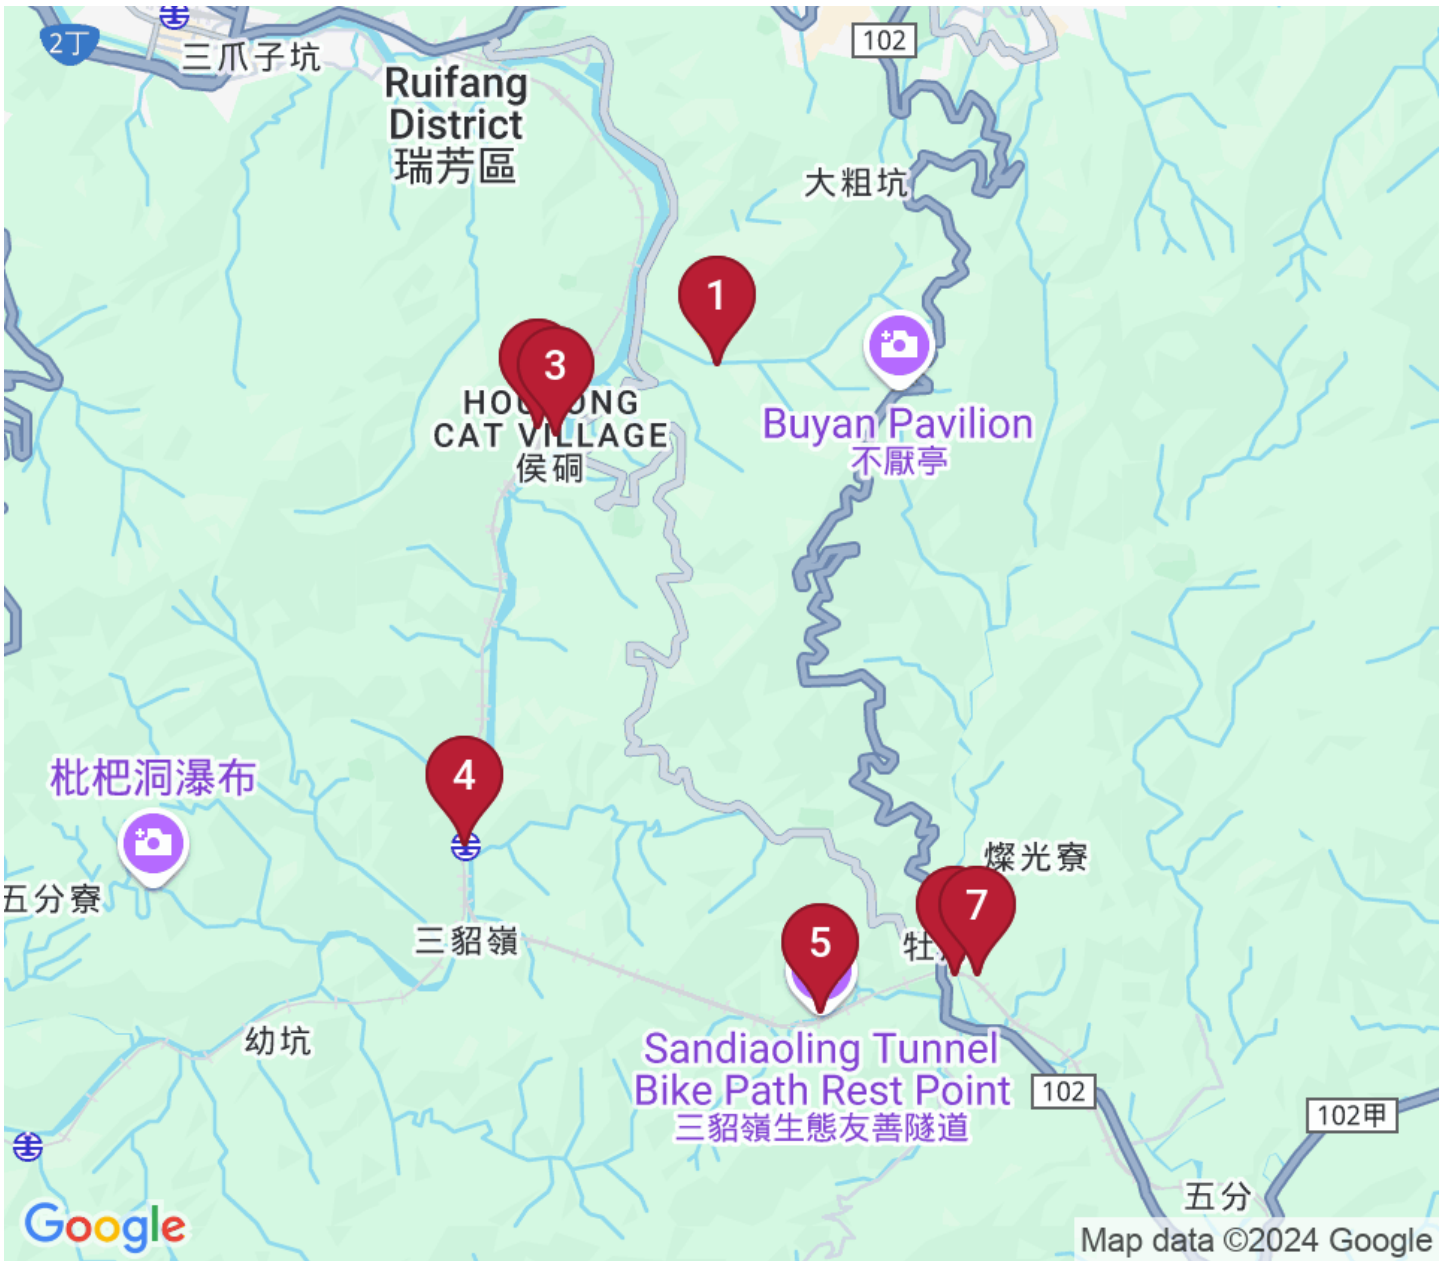 2丁
三爪子坑
102
Ruifang
District
瑞芳區
大粗坑
1
3
CAT VILLAGE
侯硐
Buyan Pavilion
不厭亭
4
枇杷洞瀑布
五分寮
三貂嶺
燦光寮
7
5
牡
幼坑
Sandiaoling Tunnel
Bike Path Rest Point
三貂嶺生態友善隧道
102
102甲
五分
Google
Map data ©2024 Google